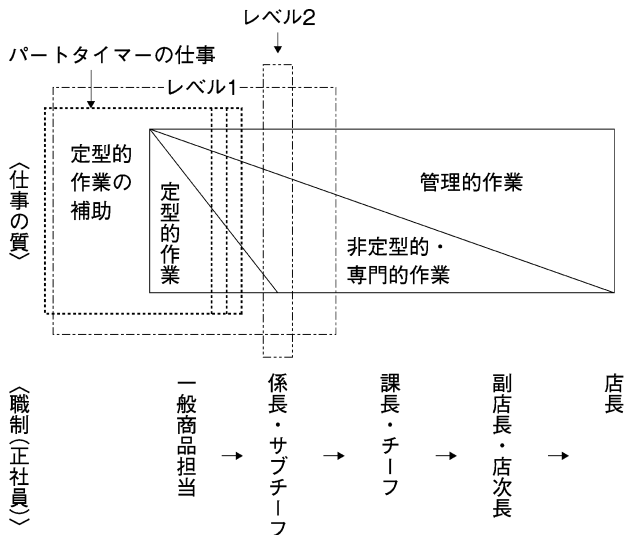 レベル2
パートタイマーの仕事
レベル1
定型的
作業の
補助
定型的作業
管理的作業
非定型的・
専門的作業
〈仕事の質〉
〈職制(正社員)〉
一般商品担当
→
係長・サブチーフ
→
課長・チーフ
→
副店長・店次長
→
店長